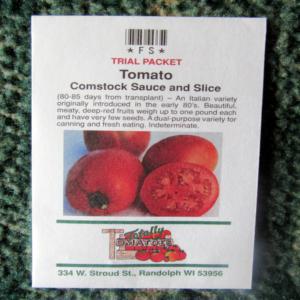 *FS*
TRIAL PACKET
Tomato
Comstock Sauce and Slice
(80-85 days from transplant) – An Italian variety
originally introduced in the early 80's. Beautiful,
meaty, deep-red fruits weigh up to one pound each
and have very few seeds. A dual-purpose variety for
canning and fresh eating. Indeterminate.
Totally
TOMATOES
334 W. Stroud St., Randolph WI 53956